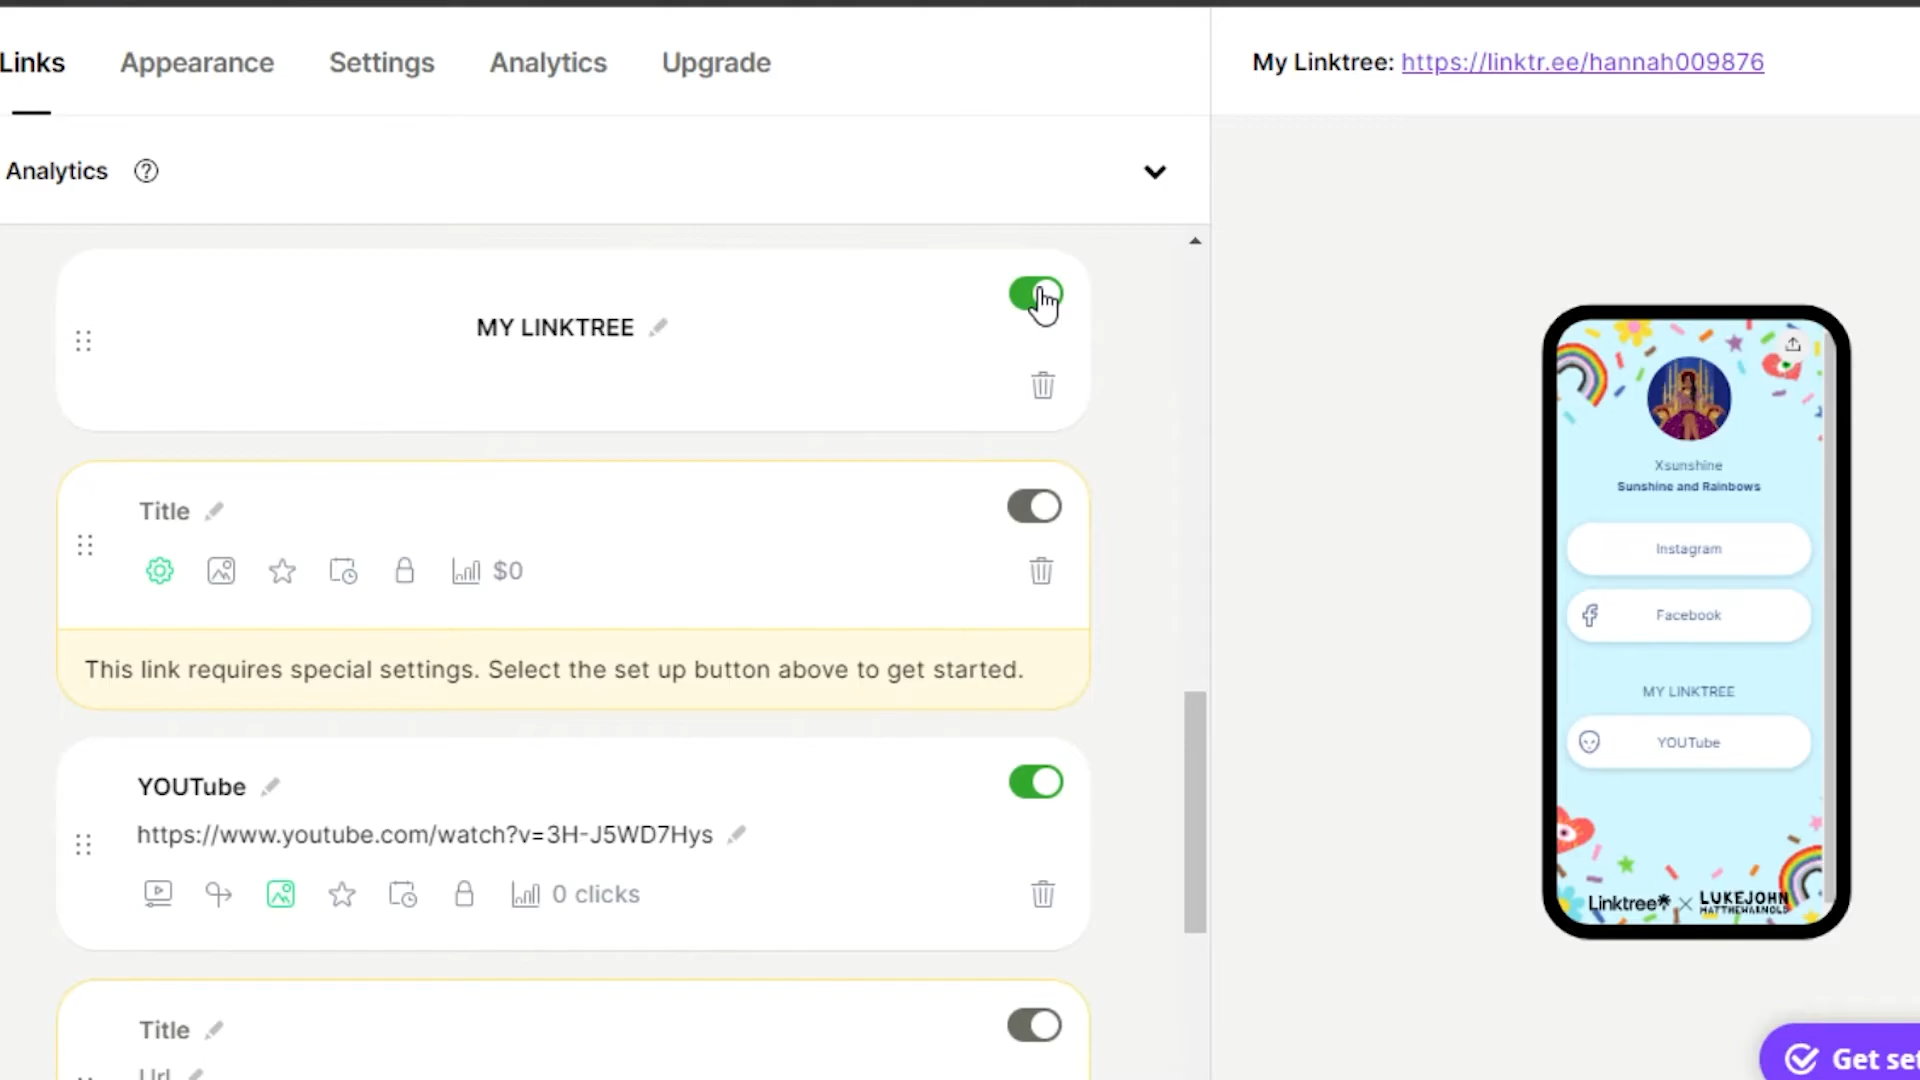 Links
Appearance
Settings
Analytics
Upgrade
My Linktree: https://linktr.ee/hannah009876
Analytics
MY LINKTREE
Title
$0
This link requires special settings. Select the set up button above to get started.
YOUTube
https://www.youtube.com/watch?v=3H-J5WD7Hys
0 clicks
Title
Url
Xsunshine
Sunshine and Rainbows
Instagram
Facebook
MY LINKTREE
YOUTube
Linktree* × LUKEJOHN
MATTHEWARNOLD
Get set